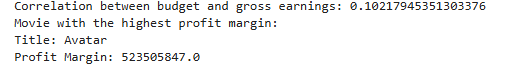 Correlation between budget and gross earnings: 0.10217945351303376
Movie with the highest profit margin:
Title: Avatar
Profit Margin: 523505847.0